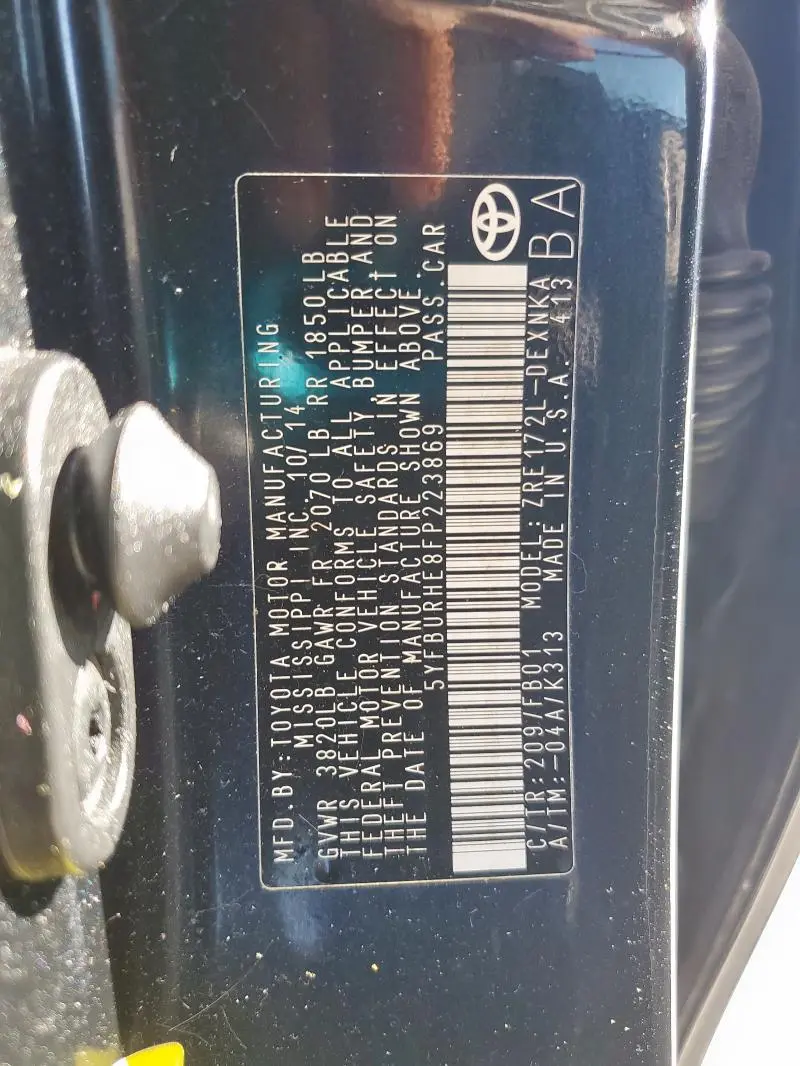 MFD.BY:TOYOTA MOTOR MANUFACTURING
MISSISSIPPI INC. 10/14
GVWR 3820LB GAWR FR 2070LB RR 1850LB
THIS VEHICLE CONFORMS TO ALL APPLICABLE
FEDERAL MOTOR VEHICLE SAFETY, BUMPER, AND
THEFT PREVENTION STANDARDS IN EFFECT ON
THE DATE OF MANUFACTURE SHOWN ABOVE.
5YFBURHE8FP223869 PASS.CAR
C/TR:209/FB01 MODEL:ZRE172L-DEXNKA
A/TM:-04A/K313 MADE IN U.S.A. 413
BA